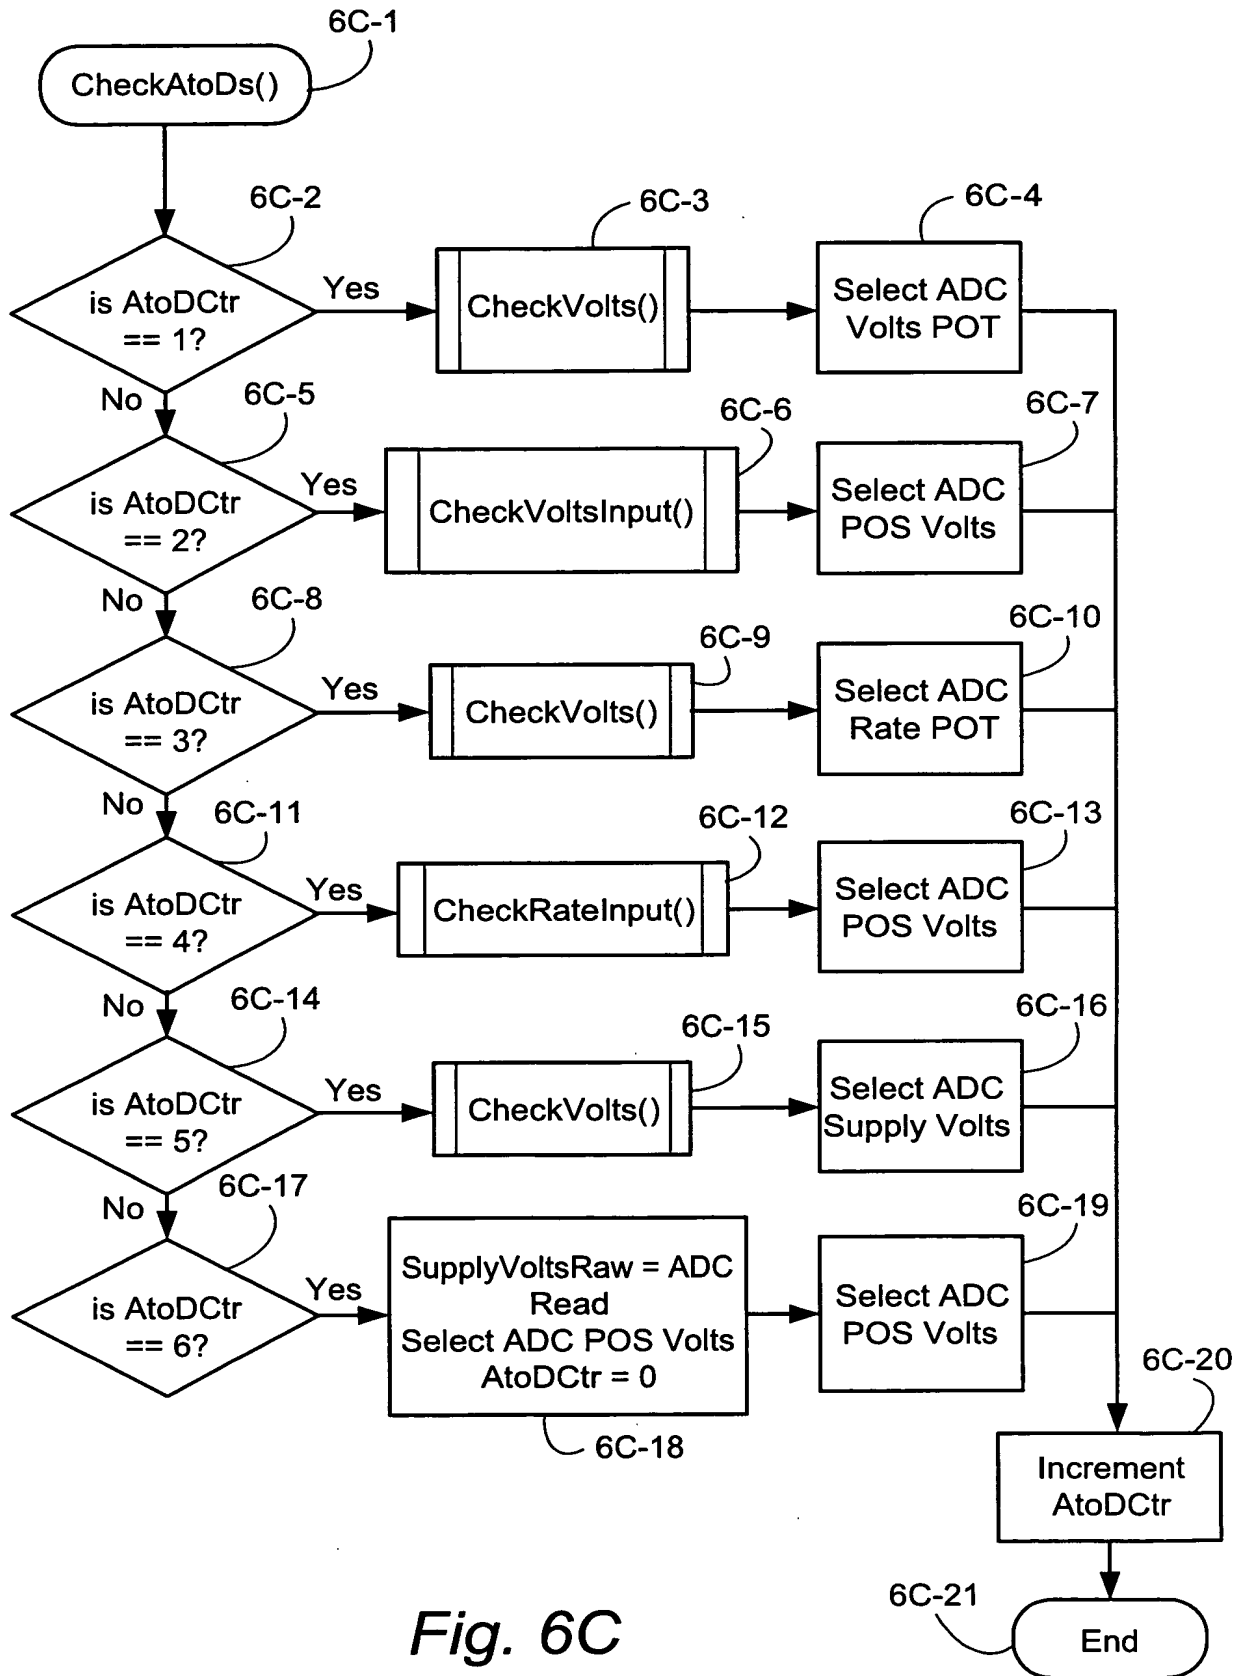 6C-1
CheckAtoDs()
6C-2
6C-3
6C-4
is AtoDCtr
== 1?
Yes
CheckVolts()
Select ADC
Volts POT
No
6C-5
6C-6
6C-7
is AtoDCtr
== 2?
Yes
CheckVoltsInput()
Select ADC
POS Volts
No
6C-8
6C-9
6C-10
is AtoDCtr
== 3?
Yes
CheckVolts()
Select ADC
Rate POT
No
6C-11
6C-12
6C-13
is AtoDCtr
== 4?
Yes
CheckRateInput()
Select ADC
POS Volts
No
6C-14
6C-15
6C-16
is AtoDCtr
== 5?
Yes
CheckVolts()
Select ADC
Supply Volts
No
6C-17
6C-19
is AtoDCtr
== 6?
Yes
SupplyVoltsRaw = ADC
Read
Select ADC POS Volts
AtoDCtr = 0
Select ADC
POS Volts
6C-18
6C-20
Increment
AtoDCtr
6C-21
End
Fig. 6C